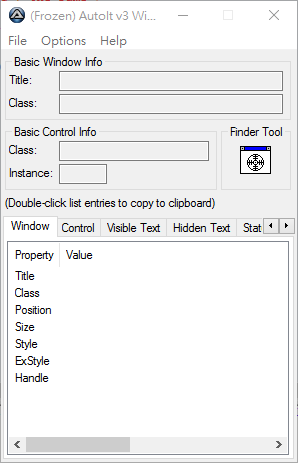 (Frozen) AutoIt v3 Wi...
File Options Help
Basic Window Info
Title:
Class:
Basic Control Info
Finder Tool
Class:
Instance:
(Double-click list entries to copy to clipboard)
Window Control Visible Text Hidden Text Stat
Property Value
Title
Class
Position
Size
Style
ExStyle
Handle